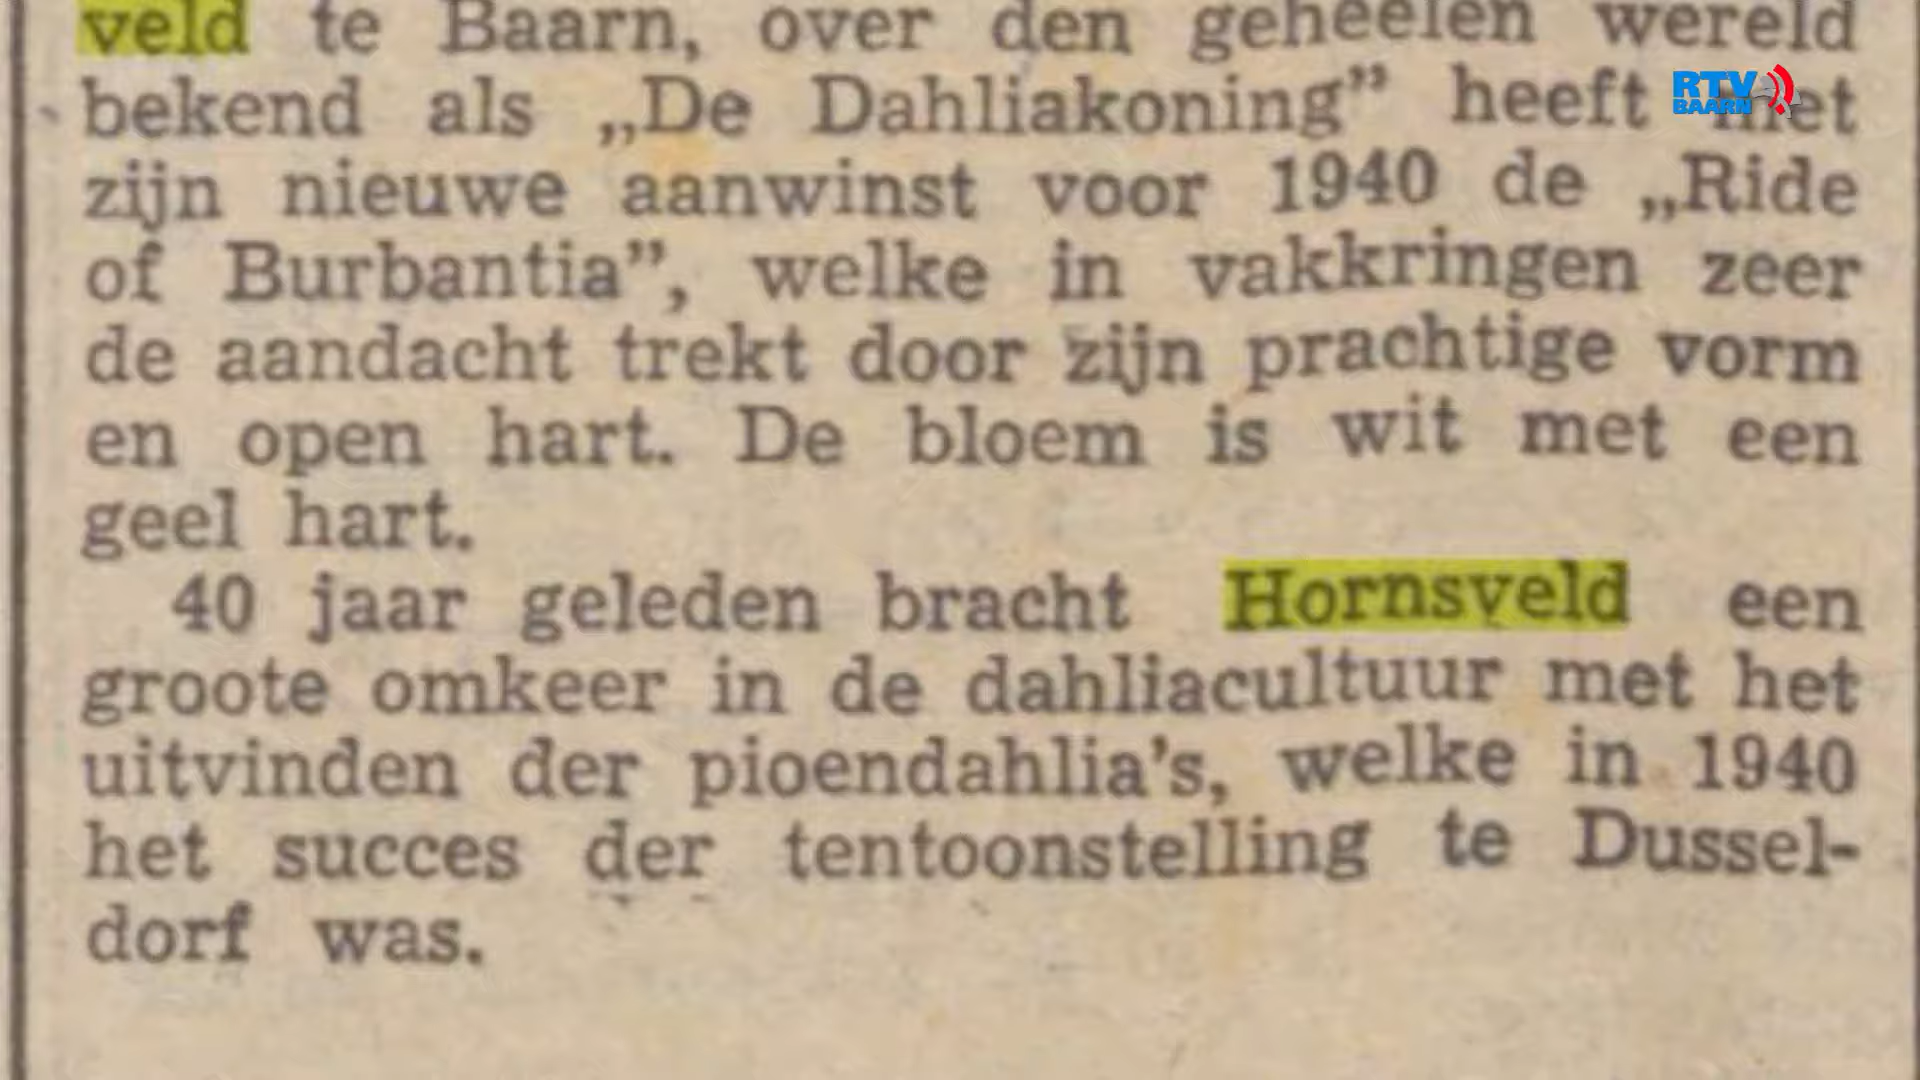 veld te Baarn, over den geheelen wereld
bekend als „De Dahliakoning” heeft met
zijn nieuwe aanwinst voor 1940 de „Ride
of Burbantia”, welke in vakkringen zeer
de aandacht trekt door zijn prachtige vorm
en open hart. De bloem is wit met een
geel hart.
40 jaar geleden bracht Hornsveld een
groote omkeer in de dahliacultuur met het
uitvinden der pioendahlia's, welke in 1940
het succes der tentoonstelling te Dussel-
dorf was.
RTV
BAARN